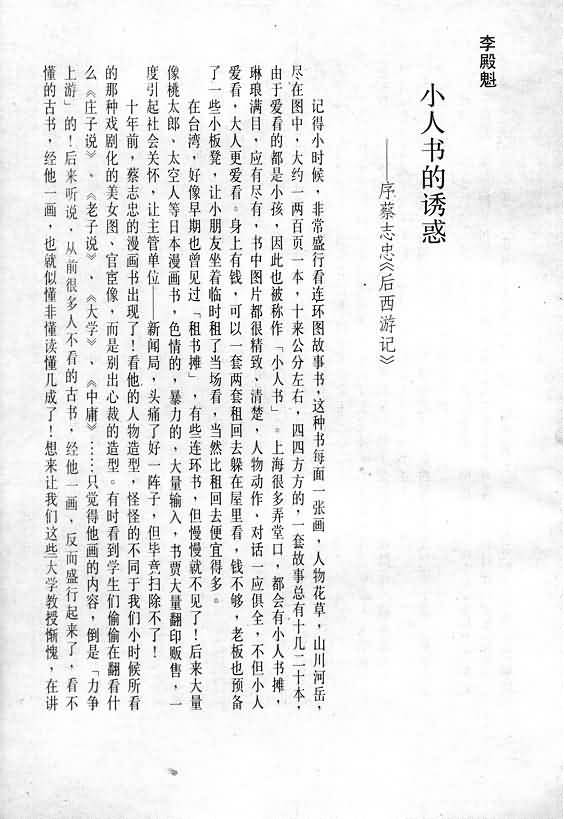 李殿魁
小人书的诱惑
——序蔡志忠《后西游记》
记得小时候，非常盛行看连环图故事书，这种书每面一张画，人物花草，山川河岳，
尽在图中，大约一两百页一本，十来公分左右，四四方方的，一套故事总有十几二十本，
由于爱看的都是小孩，因此也被称作「小人书」。上海很多弄堂口，都会有小人书摊，
琳琅满目，应有尽有，书中图片都很精致、清楚，人物动作，对话一应俱全，不但小人
爱看，大人更爱看。身上有钱，可以一套两套租回去躲在屋里看，钱不够，老板也预备
了一些小板凳，让小朋友坐着临时租了当场看，当然比租回去便宜得多。
在台湾，好像早期也曾见过「租书摊」，有些连环书，但慢慢就不见了！后来大量
像桃太郎、太空人等日本漫画书，色情的，暴力的，大量输入，书贾大量翻印贩售，一
度引起社会关怀，让主管单位——新闻局，头痛了好一阵子，但毕竟扫除不了！
十年前，蔡志忠的漫画书出现了！看他的人物造型，怪怪的不同于我们小时候所看
的那种戏剧化的美女图、官宦像，而是别出心裁的造型。有时看到学生们偷偷在翻看什
么《庄子说》、《老子说》、《大学》、《中庸》……只觉得他画的内容，倒是「力争
上游」的！后来听说，从前很多人不看的古书，经他一画，反而盛行起来了，看不
懂的古书，经他一画，也就似懂非懂读懂几成了！想来让我们这些大学教授惭愧，在讲